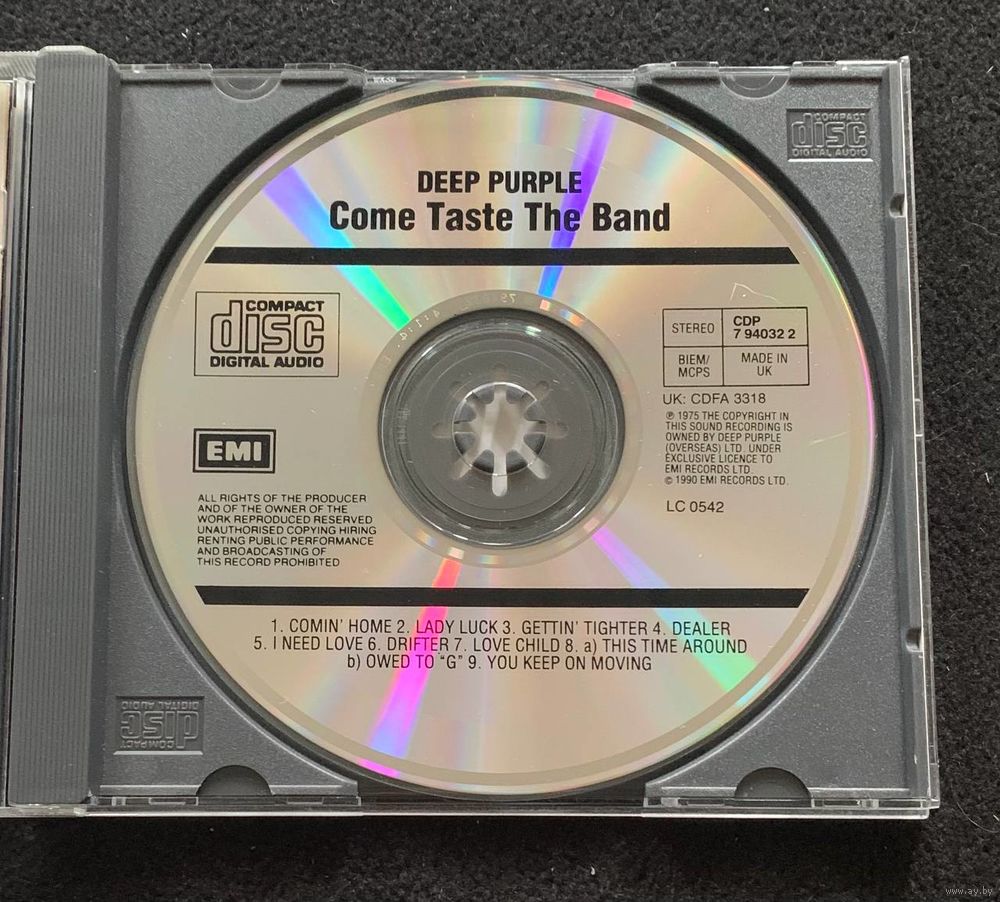 COMPACT
disc
DIGITAL AUDIO
DEEP PURPLE
Come Taste The Band
COMPACT
disc
DIGITAL AUDIO
STEREO
CDP
7 94032 2
BIEM/
MCPS
MADE IN
UK
UK: CDFA 3318
℗ 1975 THE COPYRIGHT IN
THIS SOUND RECORDING IS
OWNED BY DEEP PURPLE
(OVERSEAS) LTD. UNDER
EXCLUSIVE LICENCE TO
EMI RECORDS LTD.
© 1990 EMI RECORDS LTD.
LC 0542
EMI
ALL RIGHTS OF THE PRODUCER
AND OF THE OWNER OF THE
WORK REPRODUCED RESERVED
UNAUTHORISED COPYING HIRING
RENTING PUBLIC PERFORMANCE
AND BROADCASTING OF
THIS RECORD PROHIBITED
1. COMIN' HOME 2. LADY LUCK 3. GETTIN' TIGHTER 4. DEALER
5. I NEED LOVE 6. DRIFTER 7. LOVE CHILD 8. a) THIS TIME AROUND
b) OWED TO "G" 9. YOU KEEP ON MOVING
COMPACT
disc
DIGITAL AUDIO
www.ay.by